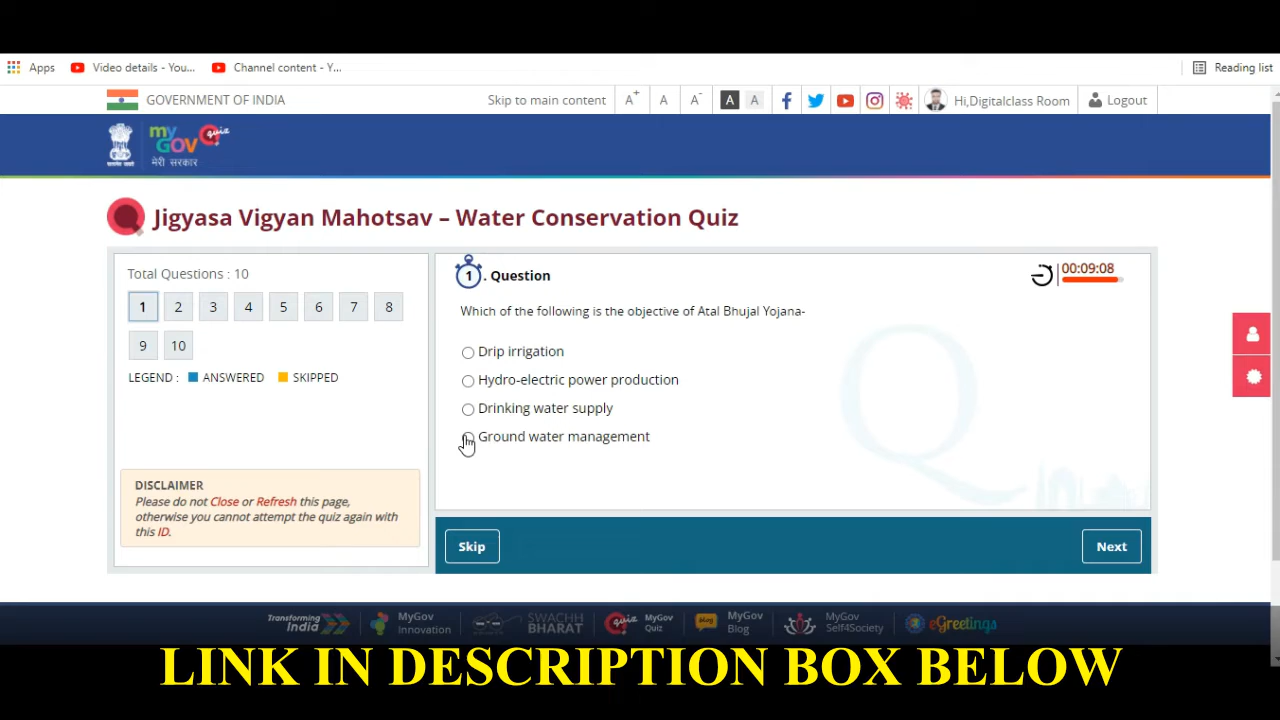 Apps
Video details - You...
Channel content - Y...
Reading list
GOVERNMENT OF INDIA
Skip to main content
A+
A
A-
A
A
Hi,Digitalclass Room
Logout
my GOV quiz
मेरी सरकार
Jigyasa Vigyan Mahotsav – Water Conservation Quiz
Total Questions : 10
1 2 3 4 5 6 7 8
9 10
LEGEND : ANSWERED SKIPPED
DISCLAIMER
Please do not Close or Refresh this page,
otherwise you cannot attempt the quiz again with
this ID.
1 . Question
00:09:08
Which of the following is the objective of Atal Bhujal Yojana-
Drip irrigation
Hydro-electric power production
Drinking water supply
Ground water management
Q
Skip
Next
Transforming
India
MyGov
Innovation
SWACHH
BHARAT
quiz
MyGov
Quiz
blog
MyGov
Blog
MyGov
Self4Society
eGreetings
LINK IN DESCRIPTION BOX BELOW